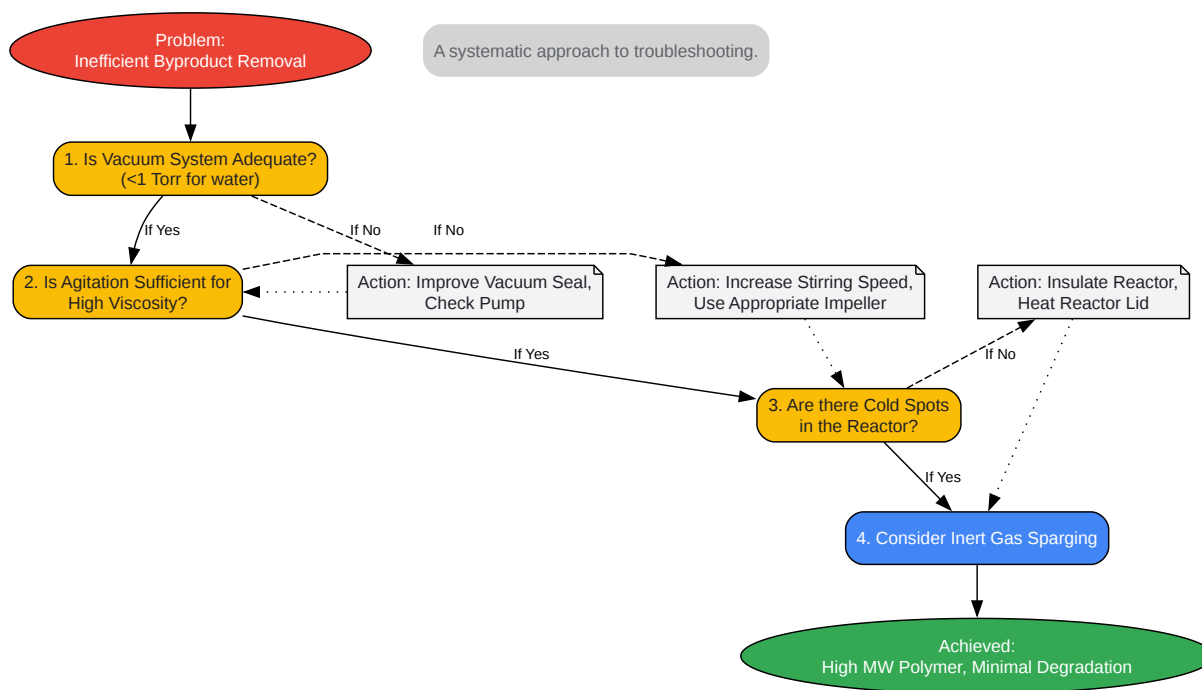 Problem:
Inefficient Byproduct Removal
A systematic approach to troubleshooting.
1. Is Vacuum System Adequate?
(<1 Torr for water)
If Yes
If No
If No
2. Is Agitation Sufficient for
High Viscosity?
Action: Improve Vacuum Seal,
Check Pump
Action: Increase Stirring Speed,
Use Appropriate Impeller
Action: Insulate Reactor,
Heat Reactor Lid
If Yes
If No
3. Are there Cold Spots
in the Reactor?
If Yes
4. Consider Inert Gas Sparging
Achieved:
High MW Polymer, Minimal Degradation